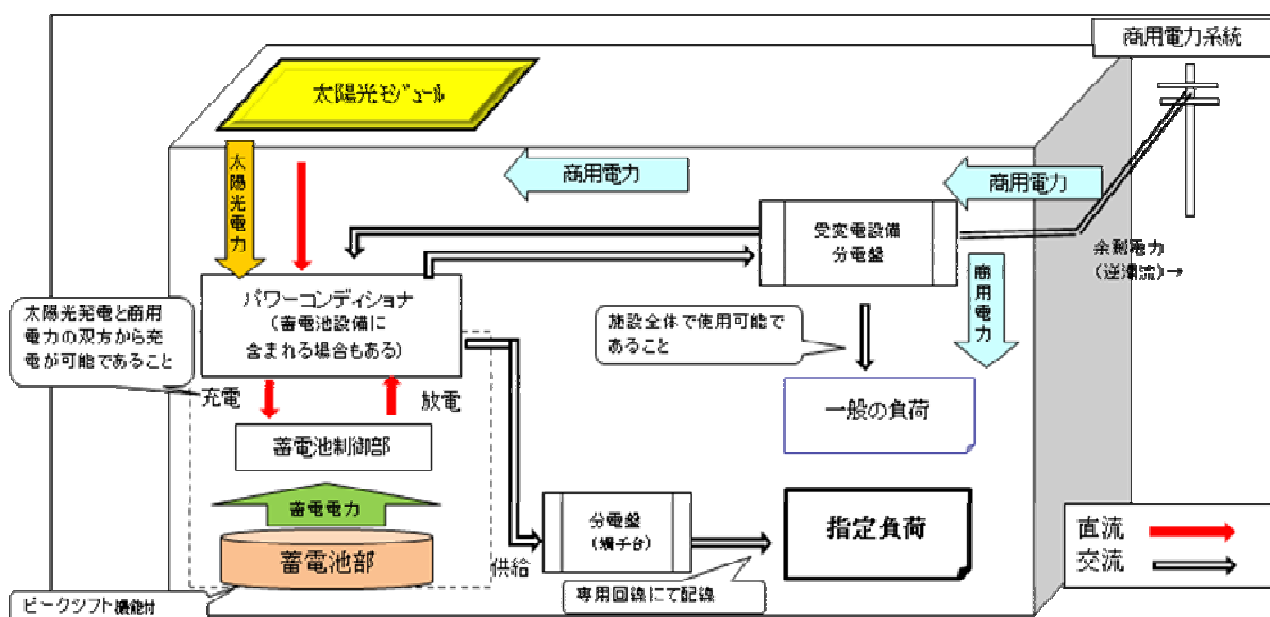 商用電力系統
太陽光モジュール
太陽光電力
商用電力
商用電力
受変電設備
分電盤
余剰電力
(逆潮流)→
商用電力
パワーコンディショナ
(蓄電池設備に
含まれる場合もある)
太陽光発電と商用
電力の双方から充
電が可能であること
施設全体で使用可能で
あること
充電
放電
一般の負荷
蓄電池制御部
蓄電電力
蓄電池部
分電盤
(端子台)
指定負荷
供給
専用回線にて配線
ピークシフト機能付
直流
交流